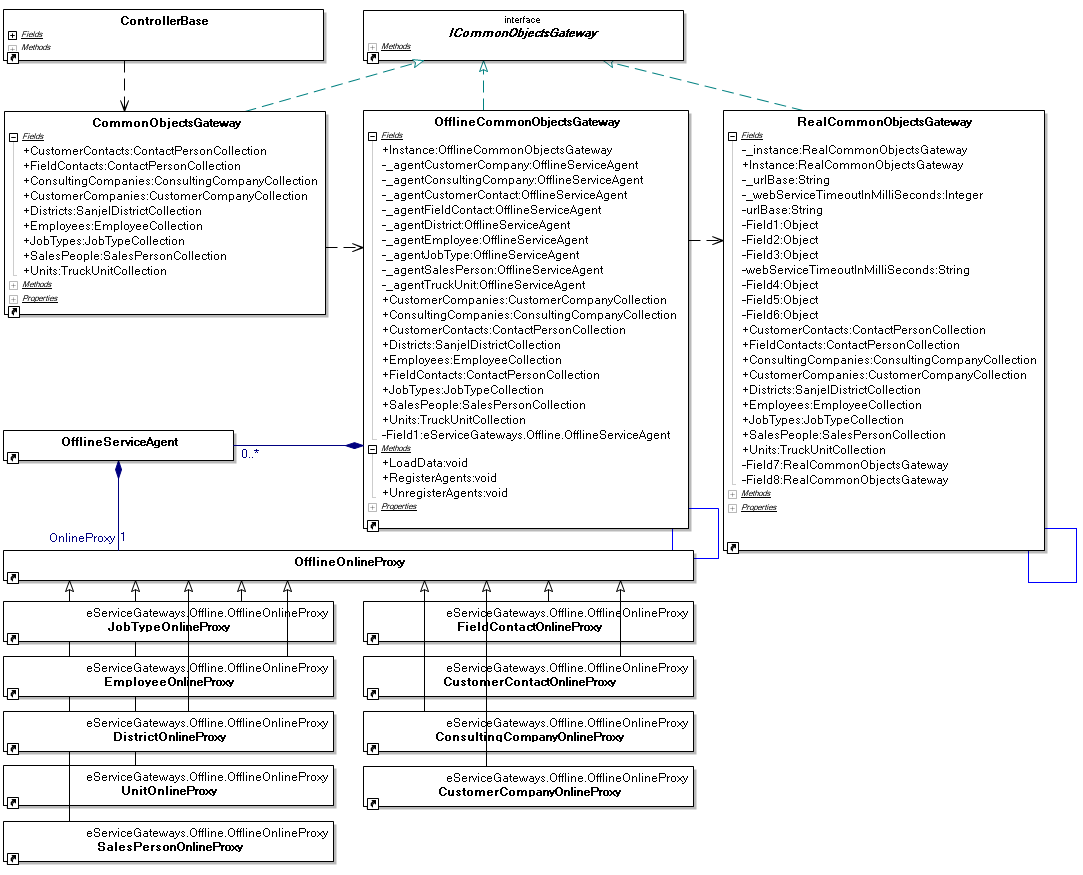 ControllerBase
Fields
Methods
interface
ICommonObjectsGateway
Methods
CommonObjectsGateway
Fields
+CustomerContacts:ContactPersonCollection
+FieldContacts:ContactPersonCollection
+ConsultingCompanies:ConsultingCompanyCollection
+CustomerCompanies:CustomerCompanyCollection
+Districts:SanjelDistrictCollection
+Employees:EmployeeCollection
+JobTypes:JobTypeCollection
+SalesPeople:SalesPersonCollection
+Units:TruckUnitCollection
Methods
Properties
OfflineCommonObjectsGateway
Fields
+Instance:OfflineCommonObjectsGateway
-_agentCustomerCompany:OfflineServiceAgent
-_agentConsultingCompany:OfflineServiceAgent
-_agentCustomerContact:OfflineServiceAgent
-_agentFieldContact:OfflineServiceAgent
-_agentDistrict:OfflineServiceAgent
-_agentEmployee:OfflineServiceAgent
-_agentJobType:OfflineServiceAgent
-_agentSalesPerson:OfflineServiceAgent
-_agentTruckUnit:OfflineServiceAgent
+CustomerCompanies:CustomerCompanyCollection
+ConsultingCompanies:ConsultingCompanyCollection
+CustomerContacts:ContactPersonCollection
+Districts:SanjelDistrictCollection
+Employees:EmployeeCollection
+FieldContacts:ContactPersonCollection
+JobTypes:JobTypeCollection
+SalesPeople:SalesPersonCollection
+Units:TruckUnitCollection
-Field1:eServiceGateways.Offline.OfflineServiceAgent
Methods
+LoadData:void
+RegisterAgents:void
+UnregisterAgents:void
Properties
RealCommonObjectsGateway
Fields
-_instance:RealCommonObjectsGateway
+Instance:RealCommonObjectsGateway
-_urlBase:String
-_webServiceTimeoutInMilliSeconds:Integer
-urlBase:String
-Field1:Object
-Field2:Object
-Field3:Object
-webServiceTimeoutInMilliSeconds:String
-Field4:Object
-Field5:Object
-Field6:Object
+CustomerContacts:ContactPersonCollection
+FieldContacts:ContactPersonCollection
+ConsultingCompanies:ConsultingCompanyCollection
+CustomerCompanies:CustomerCompanyCollection
+Districts:SanjelDistrictCollection
+Employees:EmployeeCollection
+JobTypes:JobTypeCollection
+SalesPeople:SalesPersonCollection
+Units:TruckUnitCollection
-Field7:RealCommonObjectsGateway
-Field8:RealCommonObjectsGateway
Methods
Properties
OfflineServiceAgent
0..*
OnlineProxy 1
OfflineOnlineProxy
eServiceGateways.Offline.OfflineOnlineProxy
JobTypeOnlineProxy
eServiceGateways.Offline.OfflineOnlineProxy
EmployeeOnlineProxy
eServiceGateways.Offline.OfflineOnlineProxy
DistrictOnlineProxy
eServiceGateways.Offline.OfflineOnlineProxy
UnitOnlineProxy
eServiceGateways.Offline.OfflineOnlineProxy
SalesPersonOnlineProxy
eServiceGateways.Offline.OfflineOnlineProxy
FieldContactOnlineProxy
eServiceGateways.Offline.OfflineOnlineProxy
CustomerContactOnlineProxy
eServiceGateways.Offline.OfflineOnlineProxy
ConsultingCompanyOnlineProxy
eServiceGateways.Offline.OfflineOnlineProxy
CustomerCompanyOnlineProxy